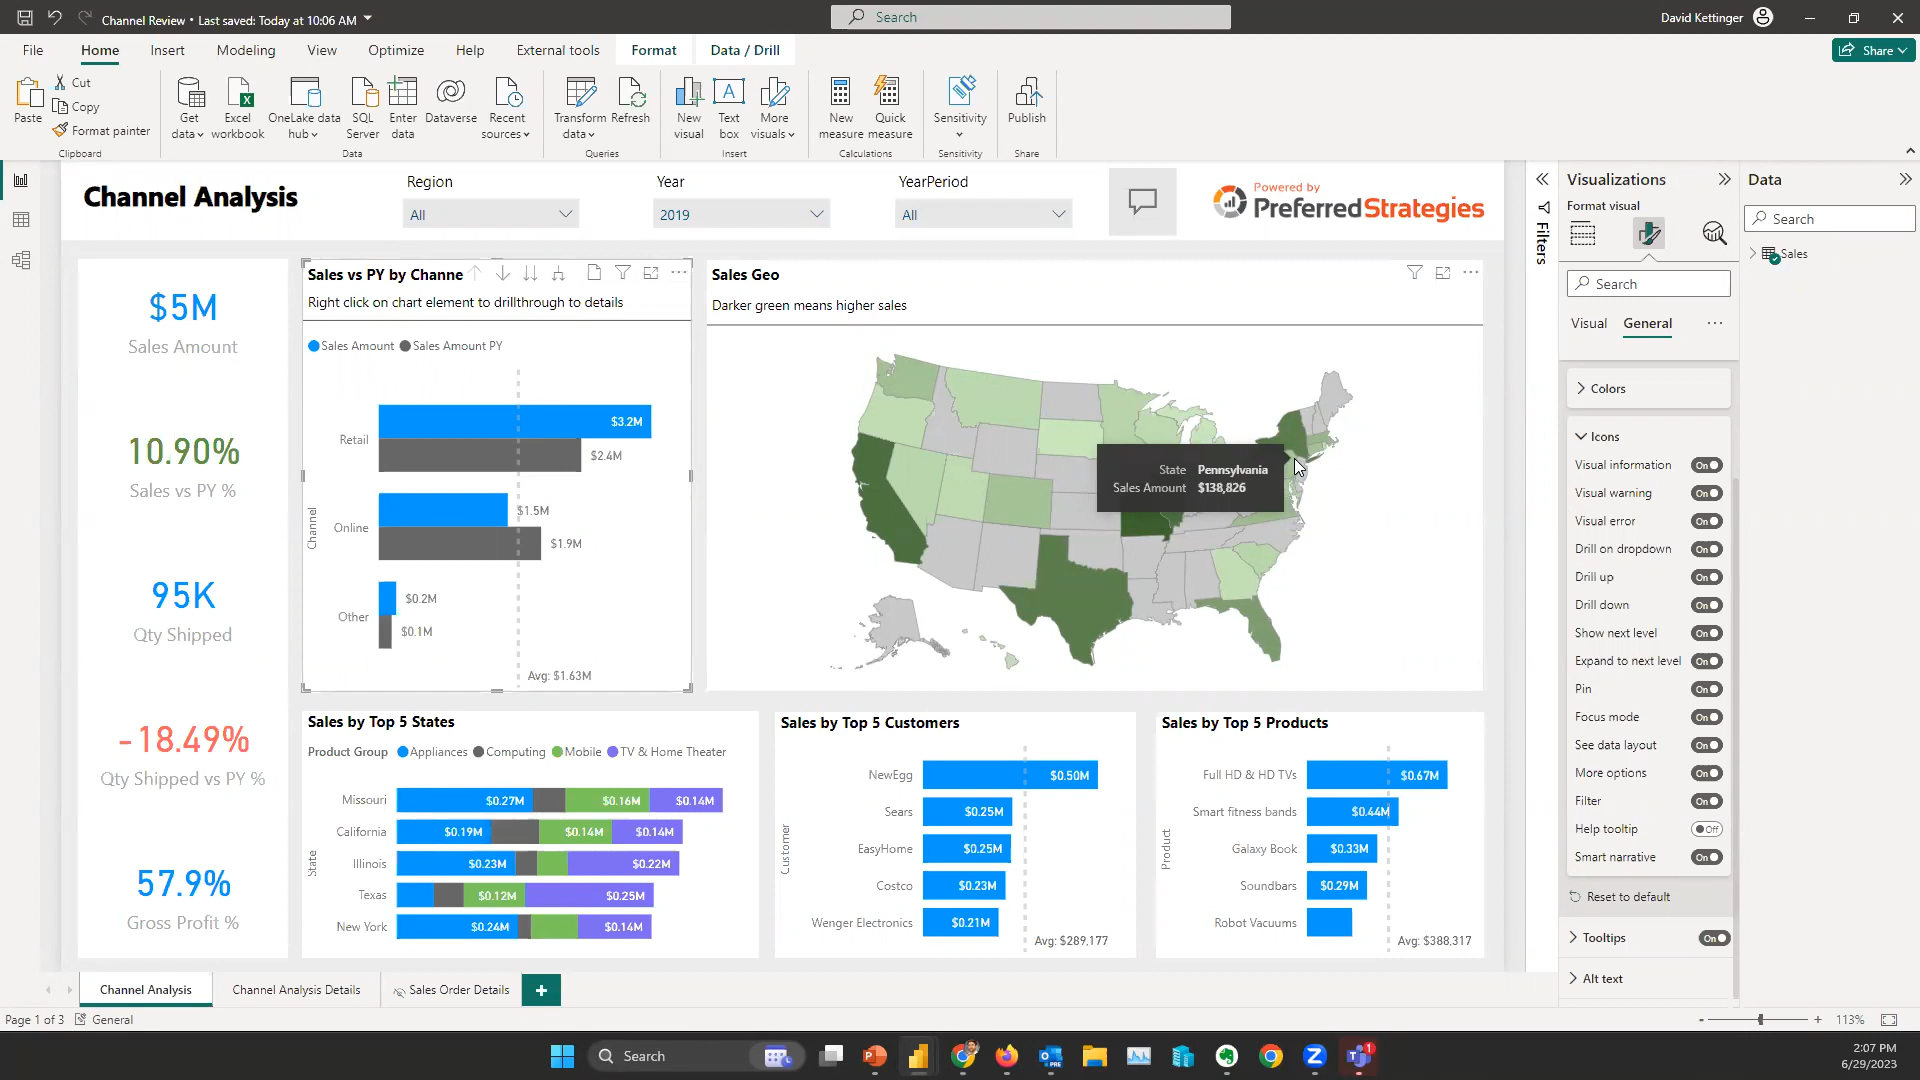 Channel Review • Last saved: Today at 10:06 AM
Search
David Kettinger
File Home Insert Modeling View Optimize Help External tools Format Data / Drill
Share
Paste
Cut
Copy
Format painter
Clipboard
Get data
Excel workbook
OneLake data hub
SQL Server
Enter data
Dataverse
Recent sources
Data
Transform data
Refresh
Queries
New visual
Text box
More visuals
Insert
New measure
Quick measure
Calculations
Sensitivity
Sensitivity
Publish
Share
Channel Analysis
Region
All
Year
2019
YearPeriod
All
Powered by
PreferredStrategies
$5M
Sales Amount
10.90%
Sales vs PY %
95K
Qty Shipped
-18.49%
Qty Shipped vs PY %
57.9%
Gross Profit %
Sales vs PY by Channe
Right click on chart element to drillthrough to details
Sales Amount Sales Amount PY
Channel
Retail
$3.2M
$2.4M
Online
$1.5M
$1.9M
Other
$0.2M
$0.1M
Avg: $1.63M
Sales Geo
Darker green means higher sales
State Pennsylvania
Sales Amount $138,826
Sales by Top 5 States
Product Group Appliances Computing Mobile TV & Home Theater
State
Missouri $0.27M $0.16M $0.14M
California $0.19M $0.14M $0.14M
Illinois $0.23M $0.22M
Texas $0.12M $0.25M
New York $0.24M $0.14M
Sales by Top 5 Customers
Customer
NewEgg $0.50M
Sears $0.25M
EasyHome $0.25M
Costco $0.23M
Wenger Electronics $0.21M
Avg: $289,177
Sales by Top 5 Products
Product
Full HD & HD TVs $0.67M
Smart fitness bands $0.44M
Galaxy Book $0.33M
Soundbars $0.29M
Robot Vacuums
Avg: $388,317
Filters
Visualizations
Format visual
Search
Visual General
Colors
Icons
Visual information On
Visual warning On
Visual error On
Drill on dropdown On
Drill up On
Drill down On
Show next level On
Expand to next level On
Pin On
Focus mode On
See data layout On
More options On
Filter On
Help tooltip Off
Smart narrative On
Reset to default
Tooltips On
Alt text
Data
Search
Sales
Channel Analysis Channel Analysis Details Sales Order Details
Page 1 of 3 General
113%
Search
2:07 PM
6/29/2023